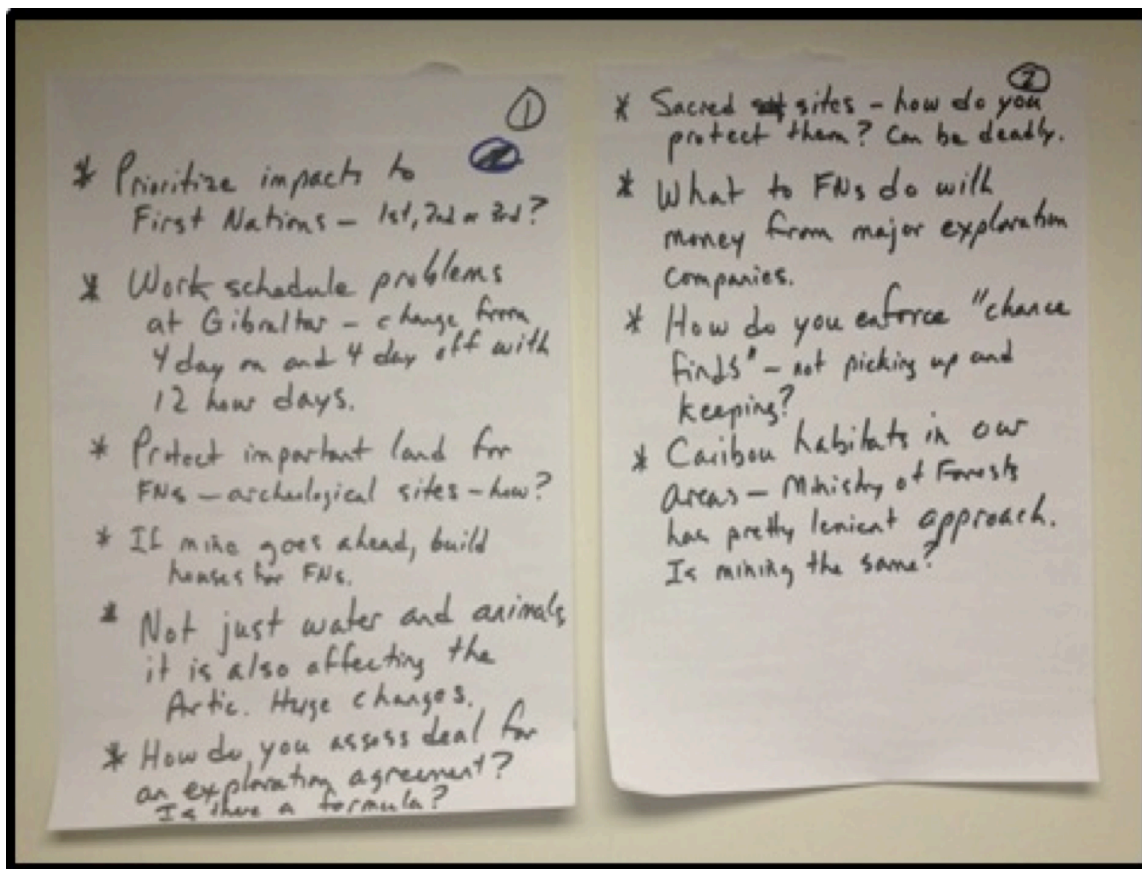 1
* Prioritize impacts to
First Nations - 1st, 2nd or 3rd?
* Work schedule problems
at Gibraltar - change from
4 day on and 4 day off with
12 hour days.
* Protect important land for
FNs - archeological sites - how?
* If mine goes ahead, build
houses for FNs.
* Not just water and animals
it is also affecting the
Artic. Huge changes.
* How do you assess deal for
an exploration agreement?
Is there a formula?
2
* Sacred sites - how do you
protect them? Can be deadly.
* What to FNs do with
money from major exploration
companies.
* How do you enforce "chance
finds" - not picking up and
keeping?
* Caribou habitats in our
areas - Ministry of Forests
has pretty lenient approach.
Is mining the same?